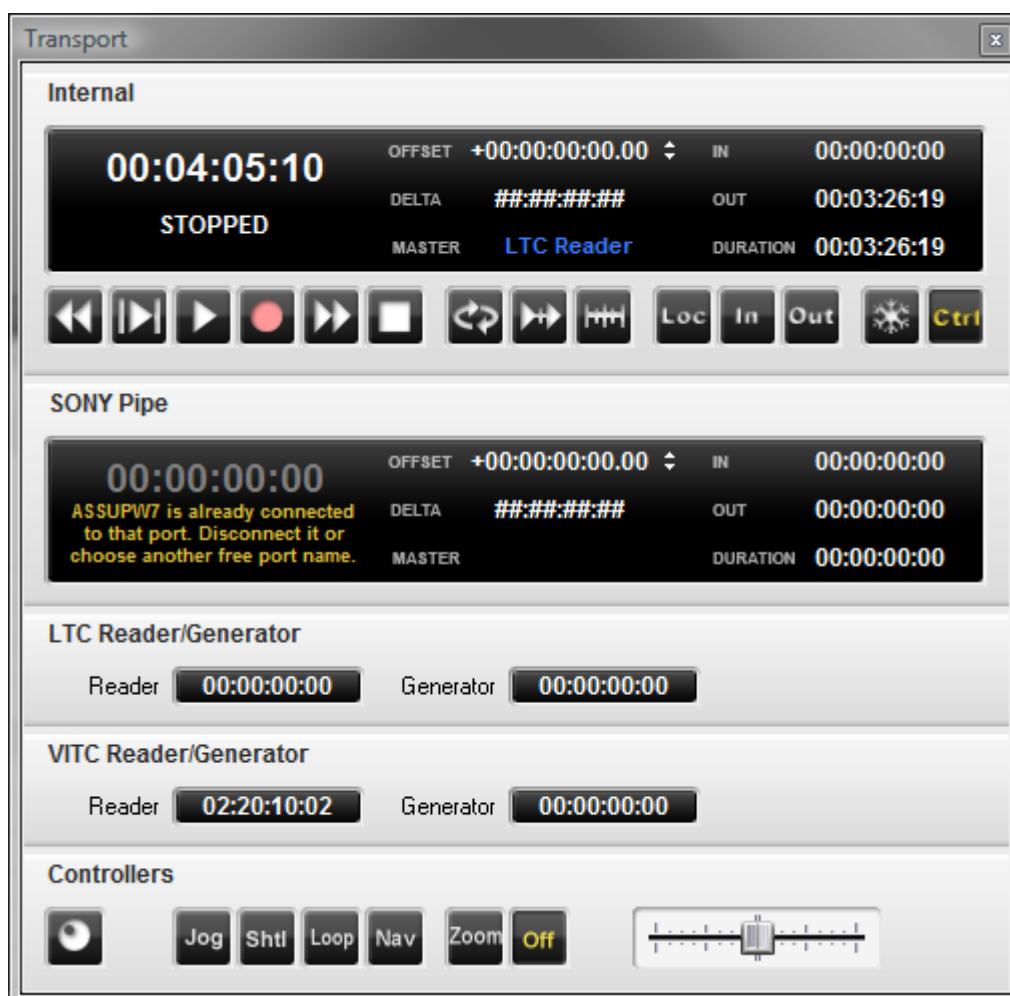 Transport
x
Internal
00:04:05:10
STOPPED
OFFSET +00:00:00:00.00
DELTA ##:##:##:##
MASTER LTC Reader
IN 00:00:00:00
OUT 00:03:26:19
DURATION 00:03:26:19
Loc In Out Ctrl
SONY Pipe
00:00:00:00
ASSUPW7 is already connected
to that port. Disconnect it or
choose another free port name.
OFFSET +00:00:00:00.00
DELTA ##:##:##:##
MASTER
IN 00:00:00:00
OUT 00:00:00:00
DURATION 00:00:00:00
LTC Reader/Generator
Reader 00:00:00:00 Generator 00:00:00:00
VITC Reader/Generator
Reader 02:20:10:02 Generator 00:00:00:00
Controllers
Jog Shtl Loop Nav Zoom Off